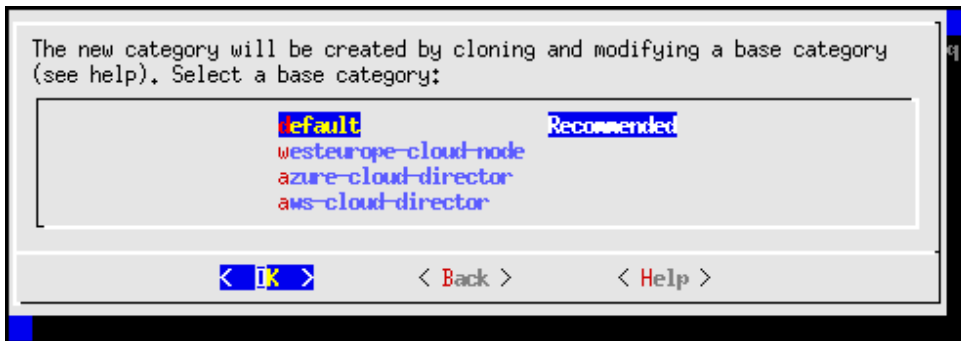 The new category will be created by cloning and modifying a base category
(see help). Select a base category:
default Recommended
westeurope-cloud-node
azure-cloud-director
aws-cloud-director
< OK > < Back > < Help >
q